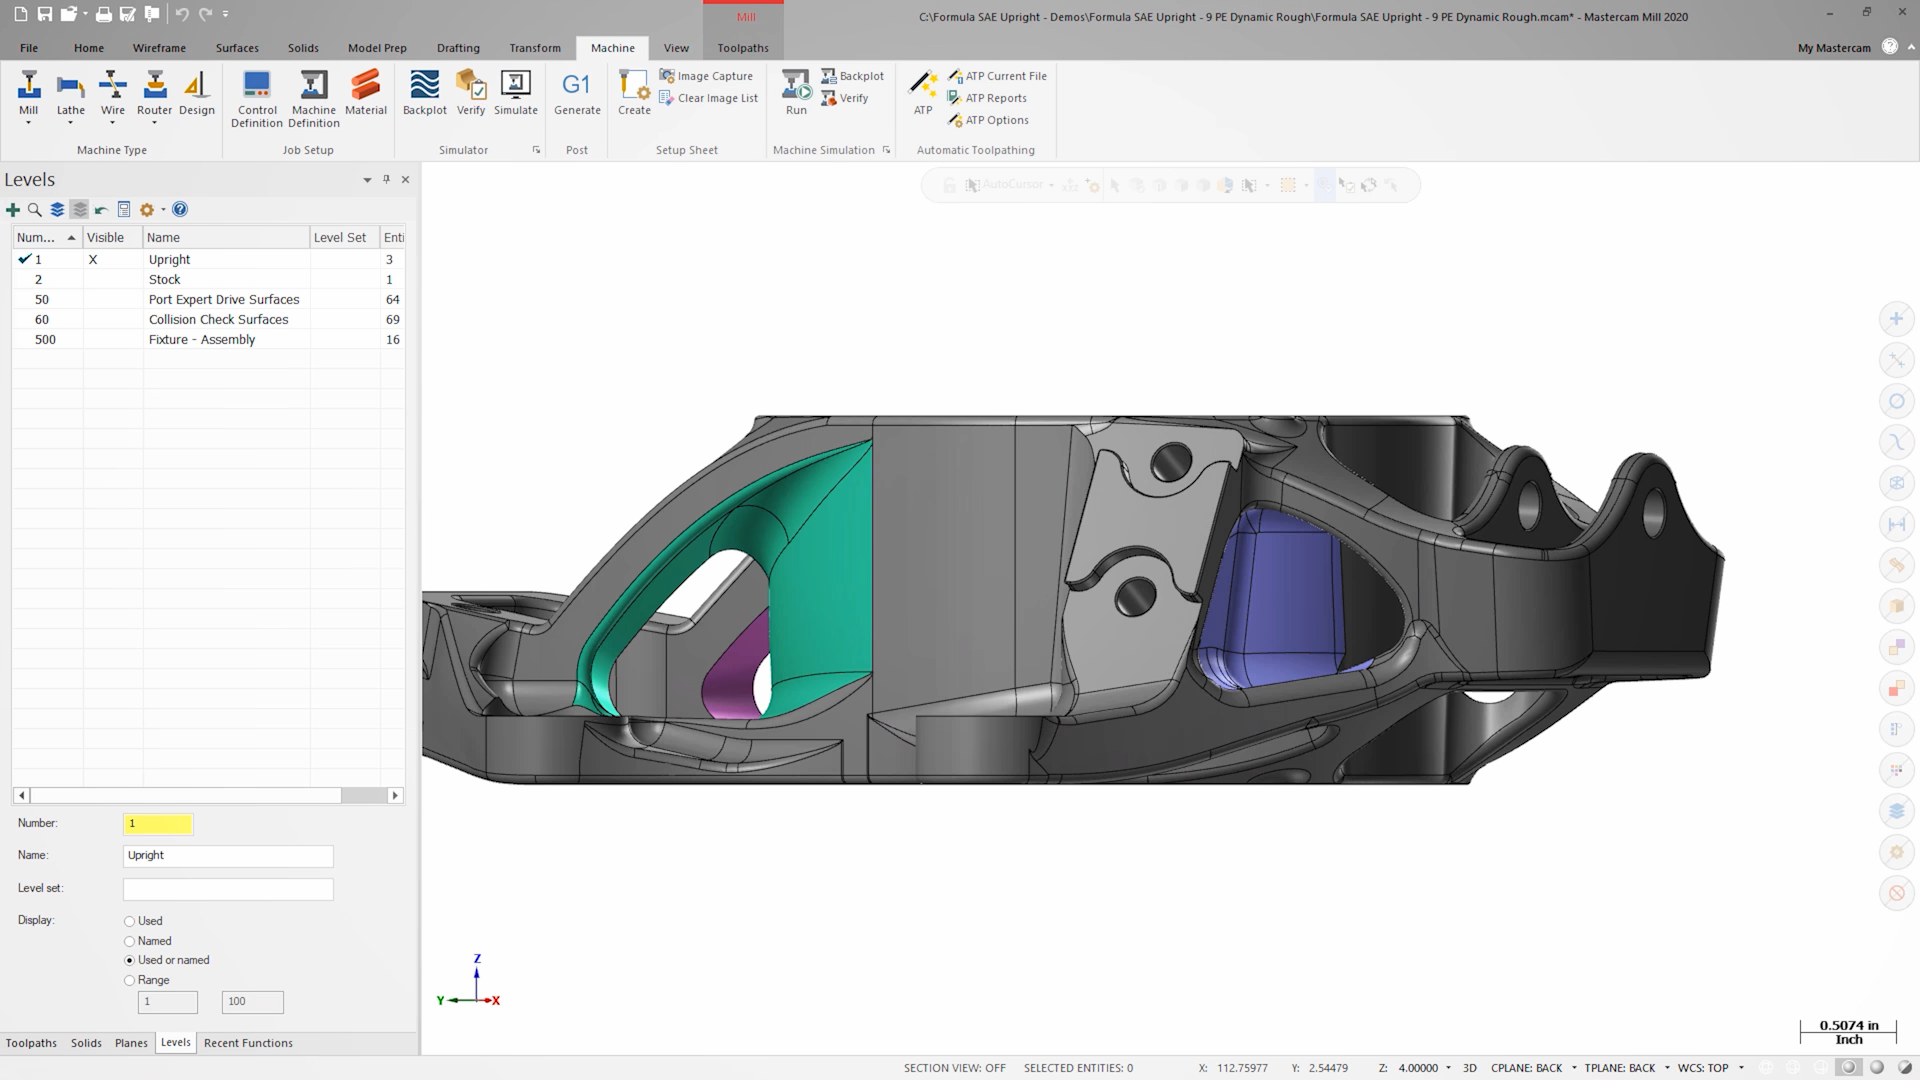 Mill
C:\Formula SAE Upright - Demos\Formula SAE Upright - 9 PE Dynamic Rough\Formula SAE Upright - 9 PE Dynamic Rough.mcam* - Mastercam Mill 2020
File Home Wireframe Surfaces Solids Model Prep Drafting Transform Machine View Toolpaths My Mastercam
Mill Lathe Wire Router Design
Machine Type
Control Definition Machine Definition Material
Job Setup
Backplot Verify Simulate
Simulator
G1
Generate
Post
Create Image Capture
Clear Image List
Setup Sheet
Run Backplot
Verify
Machine Simulation
ATP ATP Current File
ATP Reports
ATP Options
Automatic Toolpathing
Levels
AutoCursor
Num... Visible Name Level Set Enti
1 X Upright 3
2 Stock 1
50 Port Expert Drive Surfaces 64
60 Collision Check Surfaces 69
500 Fixture - Assembly 16
Number: 1
Name: Upright
Level set:
Display: Used
Named
Used or named
Range
1 100
Z
Y X
0.5074 in
Inch
Toolpaths Solids Planes Levels Recent Functions
SECTION VIEW: OFF SELECTED ENTITIES: 0 X: 112.75977 Y: 2.54479 Z: 4.00000 3D CPLANE: BACK TPLANE: BACK WCS: TOP